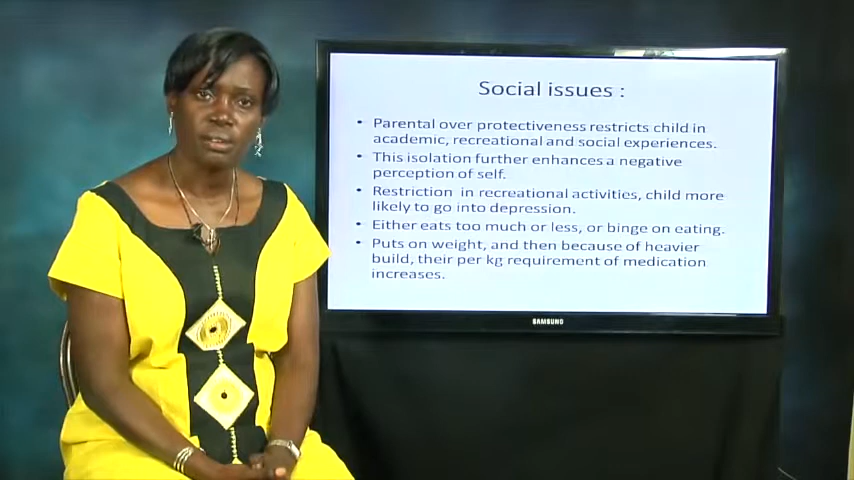 Social issues :
• Parental over protectiveness restricts child in
academic, recreational and social experiences.
• This isolation further enhances a negative
perception of self.
• Restriction in recreational activities, child more
likely to go into depression.
• Either eats too much or less, or binge on eating.
• Puts on weight, and then because of heavier
build, their per kg requirement of medication
increases.
SAMSUNG